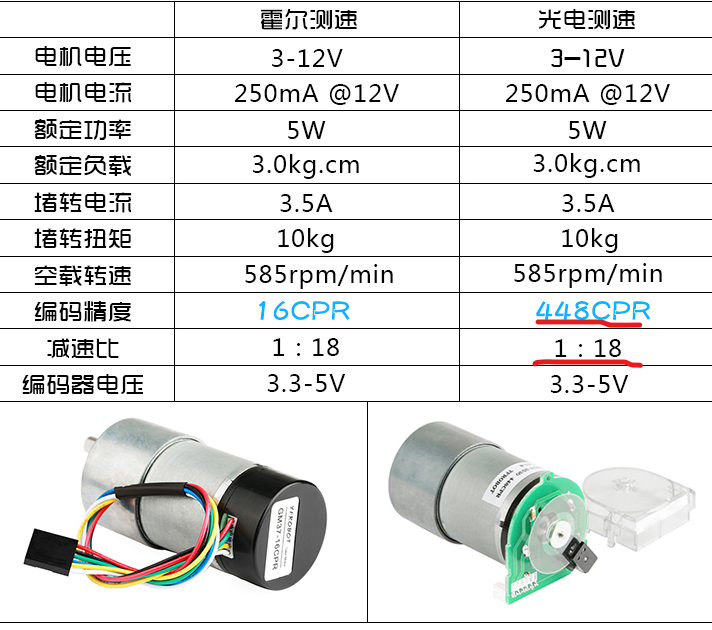 霍尔测速 光电测速
电机电压 3-12V 3-12V
电机电流 250mA @12V 250mA @12V
额定功率 5W 5W
额定负载 3.0kg.cm 3.0kg.cm
堵转电流 3.5A 3.5A
堵转扭矩 10kg 10kg
空载转速 585rpm/min 585rpm/min
编码精度 16CPR 448CPR
减速比 1：18 1：18
编码器电压 3.3-5V 3.3-5V
YFROBOT
GM37-16CPR
448CPR
YFROBOT